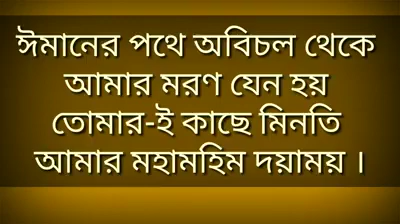 ঈমানের পথে অবিচল থেকে
আমার মরণ যেন হয়
তোমার-ই কাছে মিনতি
আমার মহামহিম দয়াময় ।